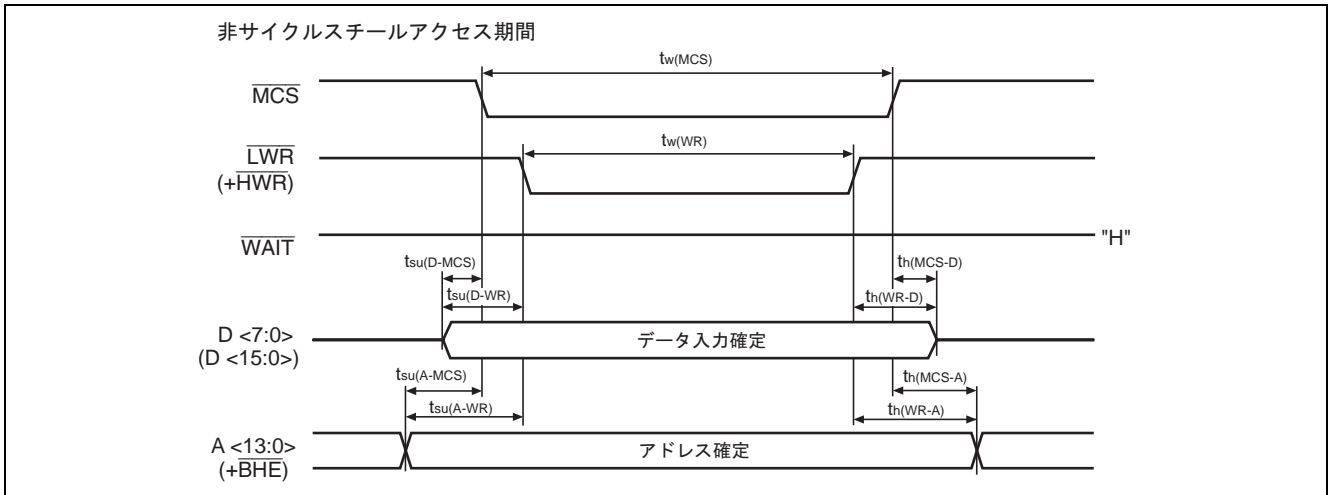 非サイクルスチールアクセス期間
tw(MCS)
MCS
tw(WR)
LWR
(+HWR)
WAIT
"H"
tsu(D-MCS)
th(MCS-D)
tsu(D-WR)
th(WR-D)
D <7:0>
(D <15:0>)
データ入力確定
tsu(A-MCS)
th(MCS-A)
tsu(A-WR)
th(WR-A)
A <13:0>
(+BHE)
アドレス確定